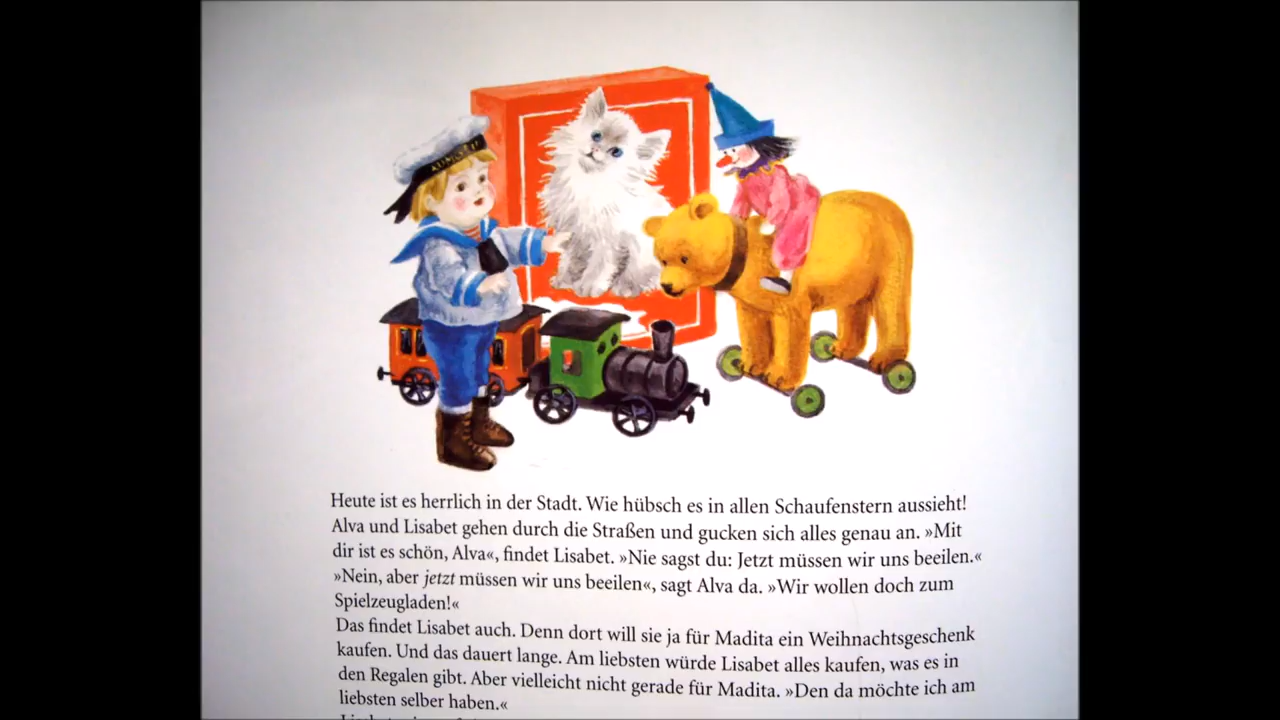 Heute ist es herrlich in der Stadt. Wie hübsch es in allen Schaufenstern aussieht!
Alva und Lisabet gehen durch die Straßen und gucken sich alles genau an. »Mit
dir ist es schön, Alva«, findet Lisabet. »Nie sagst du: Jetzt müssen wir uns beeilen.«
»Nein, aber jetzt müssen wir uns beeilen«, sagt Alva da. »Wir wollen doch zum
Spielzeugladen!«
Das findet Lisabet auch. Denn dort will sie ja für Madita ein Weihnachtsgeschenk
kaufen. Und das dauert lange. Am liebsten würde Lisabet alles kaufen, was es in
den Regalen gibt. Aber vielleicht nicht gerade für Madita. »Den da möchte ich am
liebsten selber haben.«